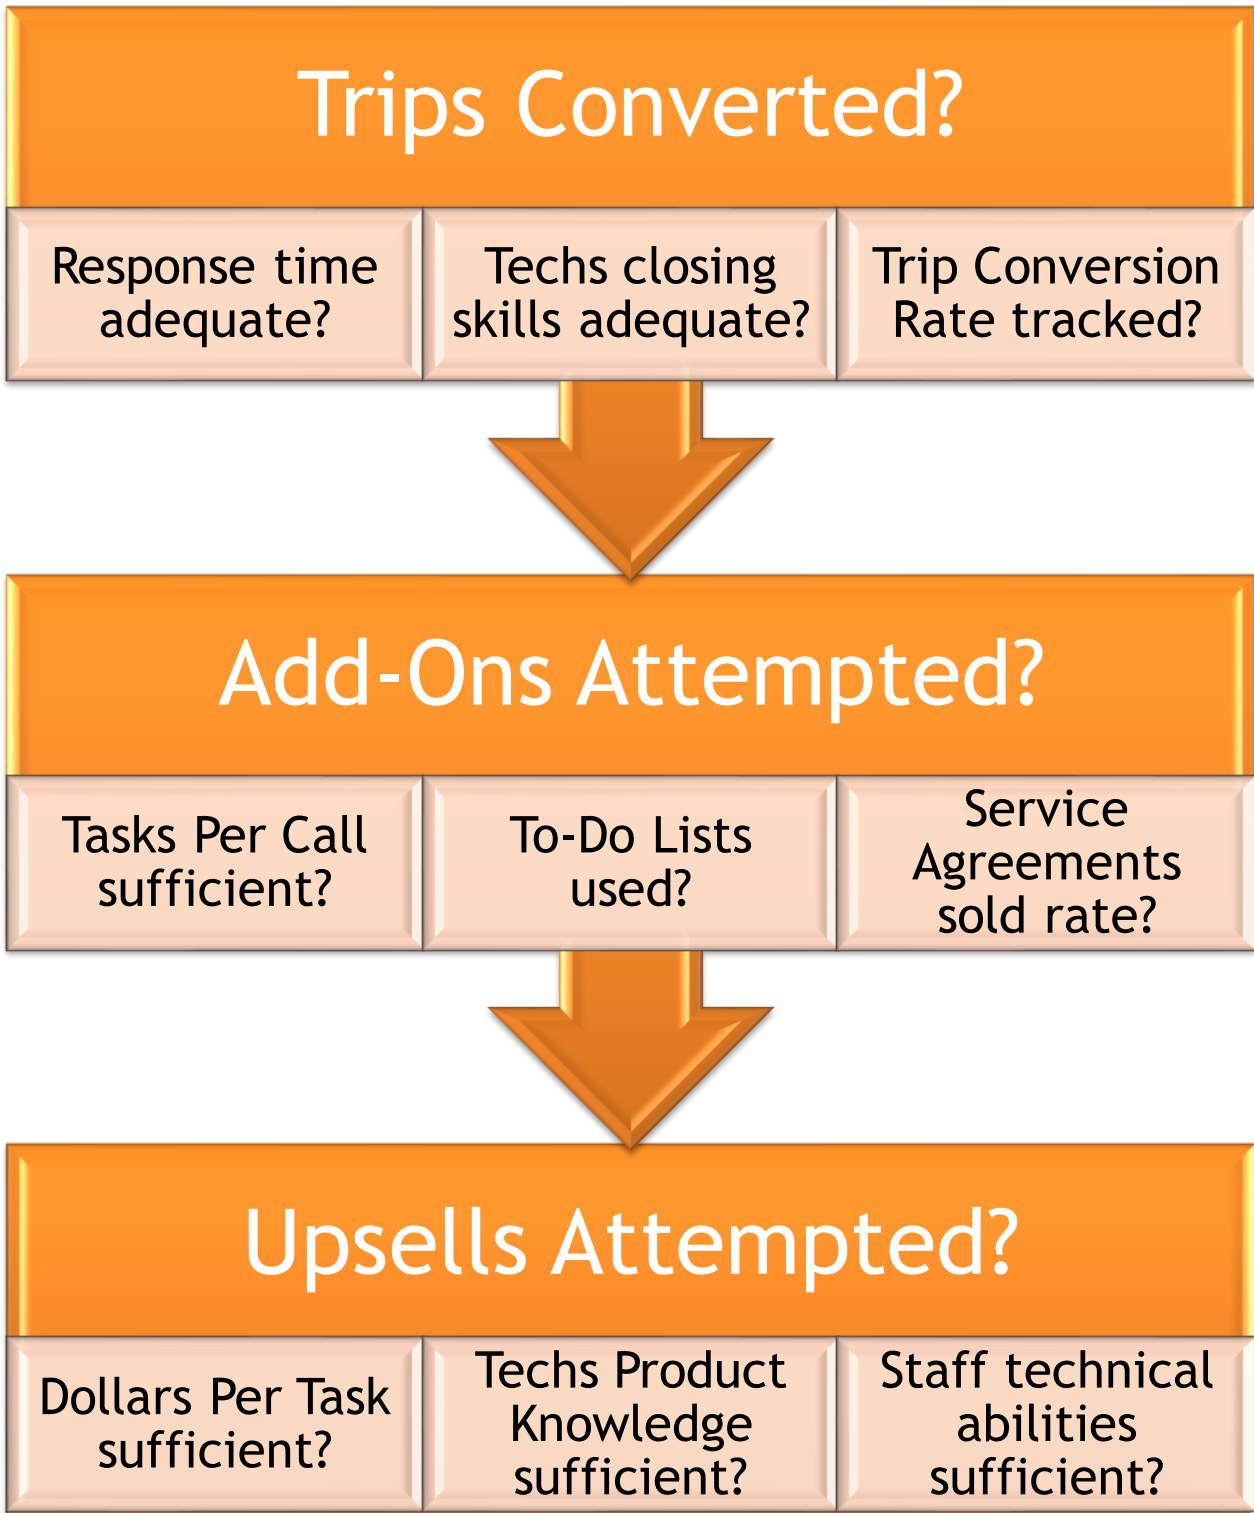 Trips Converted?
Response time
adequate?
Techs closing
skills adequate?
Trip Conversion
Rate tracked?
Add-Ons Attempted?
Tasks Per Call
sufficient?
To-Do Lists
used?
Service
Agreements
sold rate?
Upsells Attempted?
Dollars Per Task
sufficient?
Techs Product
Knowledge
sufficient?
Staff technical
abilities
sufficient?